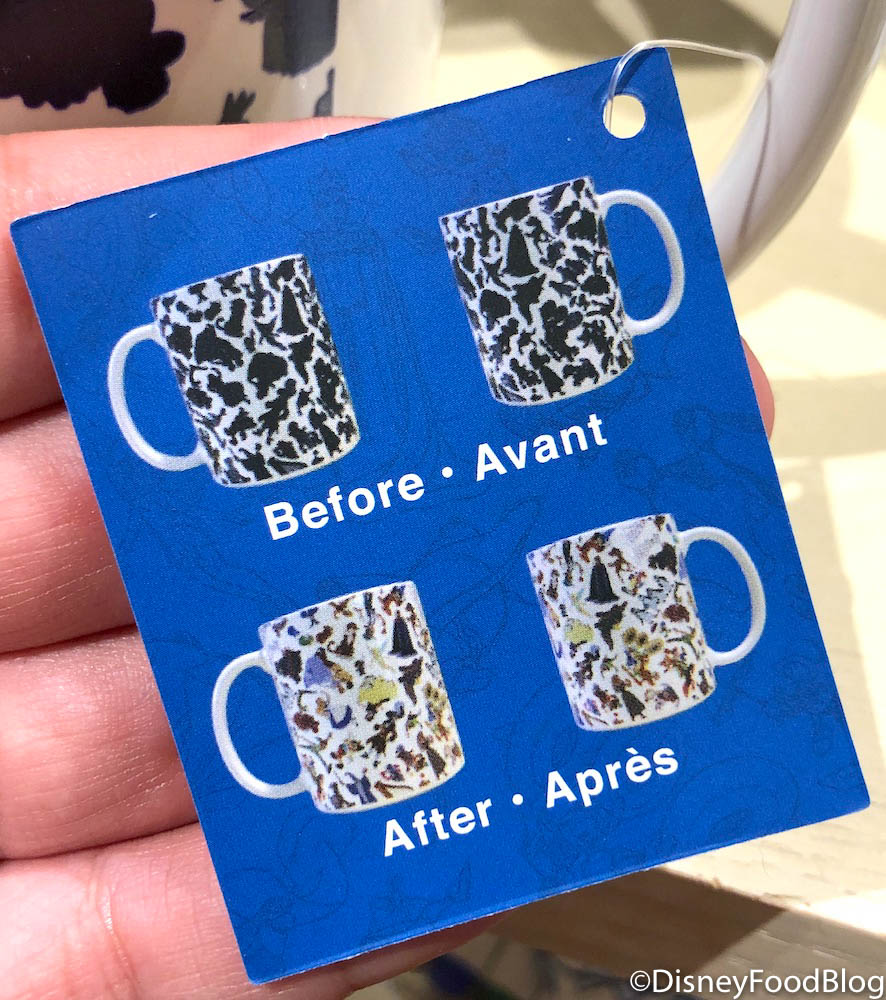 Before • Avant
After • Après
©DisneyFoodBlog